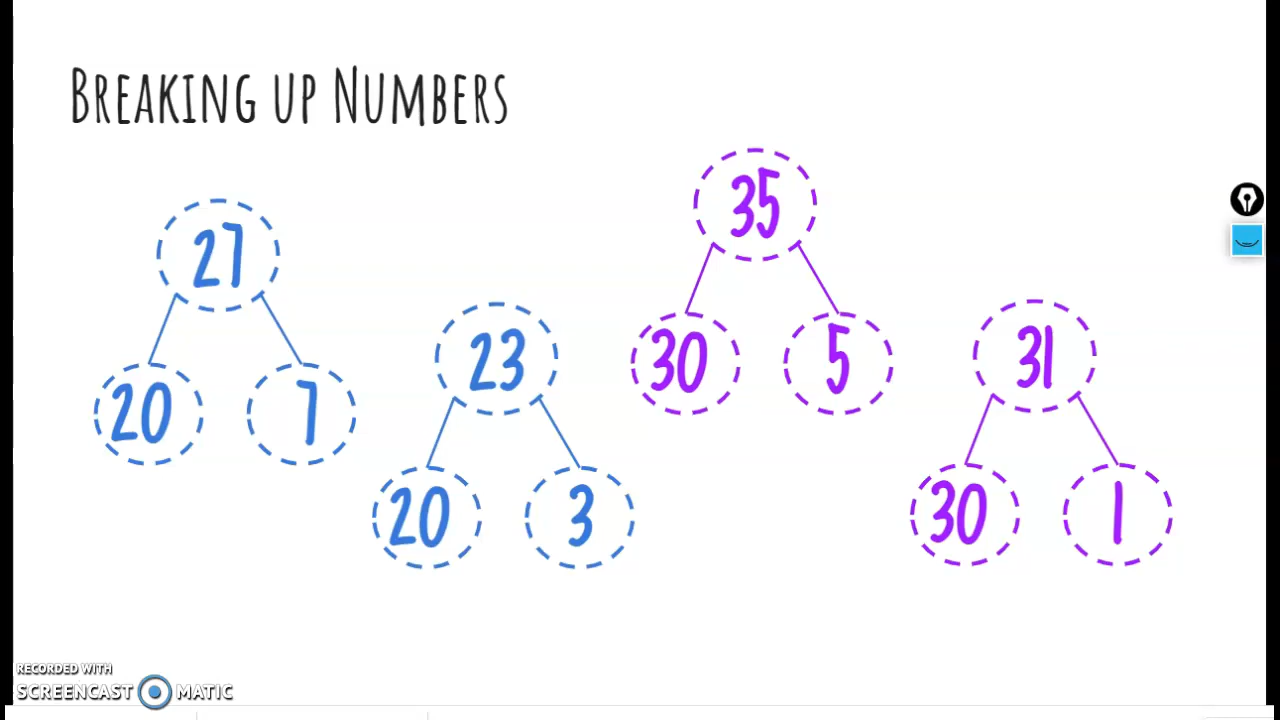 BREAKING UP NUMBERS
27
20 7
23
20 3
35
30 5
31
30 1
RECORDED WITH
SCREENCAST MATIC